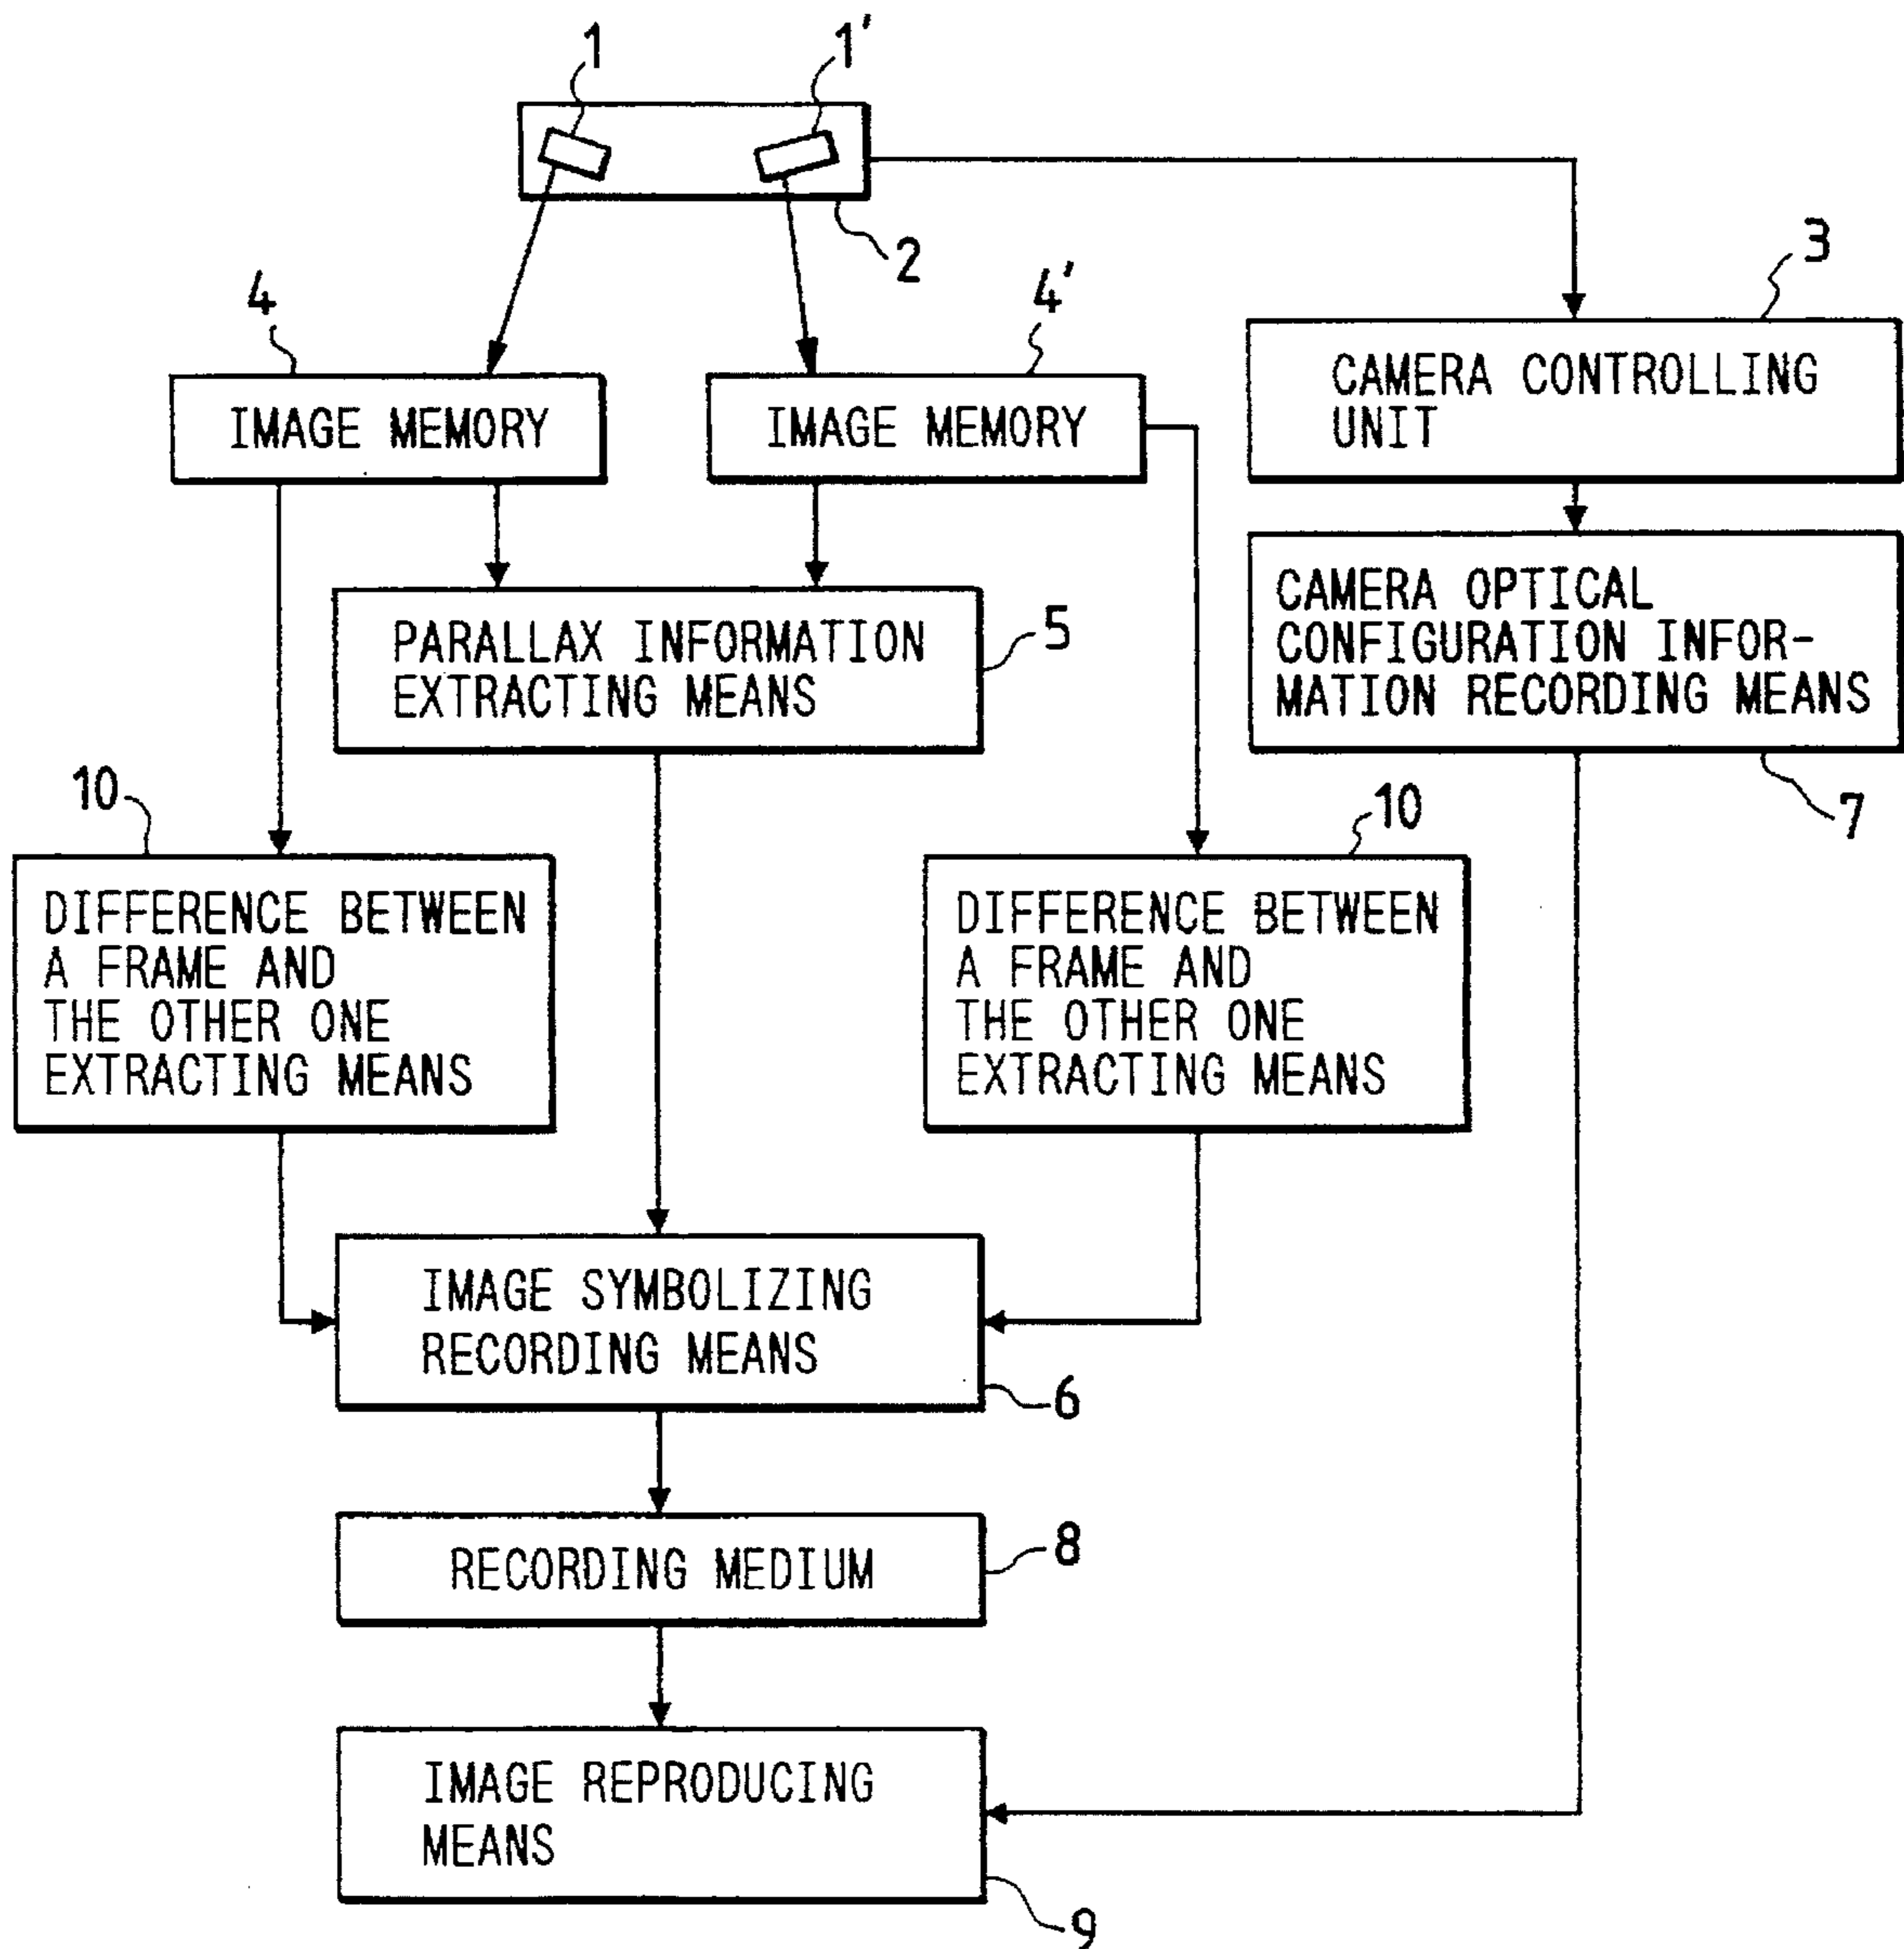 1
1'
2
3
4
4'
IMAGE MEMORY
IMAGE MEMORY
CAMERA CONTROLLING
UNIT
CAMERA OPTICAL
CONFIGURATION INFOR-
MATION RECORDING MEANS
7
PARALLAX INFORMATION
EXTRACTING MEANS
5
10
10
DIFFERENCE BETWEEN
A FRAME AND
THE OTHER ONE
EXTRACTING MEANS
DIFFERENCE BETWEEN
A FRAME AND
THE OTHER ONE
EXTRACTING MEANS
IMAGE SYMBOLIZING
RECORDING MEANS
6
RECORDING MEDIUM
8
IMAGE REPRODUCING
MEANS
9